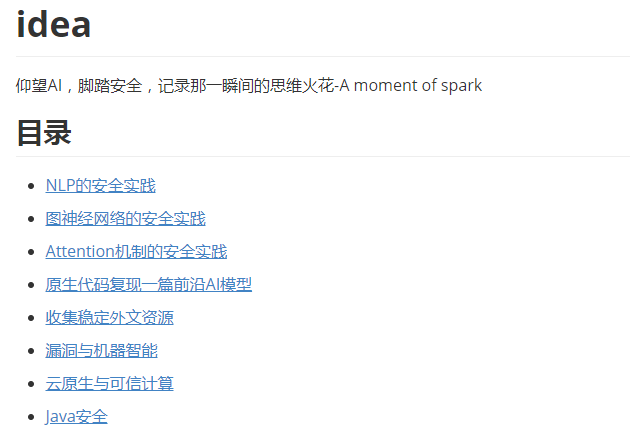 idea
仰望AI，脚踏安全，记录那一瞬间的思维火花-A moment of spark
目录
NLP的安全实践
图神经网络的安全实践
Attention机制的安全实践
原生代码复现一篇前沿AI模型
收集稳定外文资源
漏洞与机器智能
云原生与可信计算
Java安全